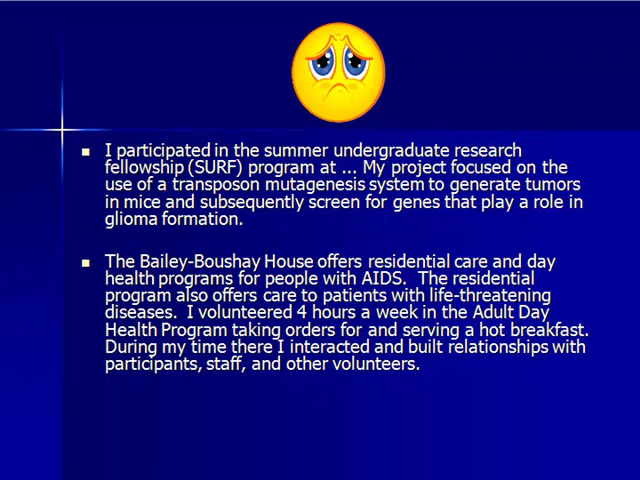 I participated in the summer undergraduate research
fellowship (SURF) program at ... My project focused on the
use of a transposon mutagenesis system to generate tumors
in mice and subsequently screen for genes that play a role in
glioma formation.
The Bailey-Boushay House offers residential care and day
health programs for people with AIDS.  The residential
program also offers care to patients with life-threatening
diseases.  I volunteered 4 hours a week in the Adult Day
Health Program taking orders for and serving a hot breakfast.
During my time there I interacted and built relationships with
participants, staff, and other volunteers.